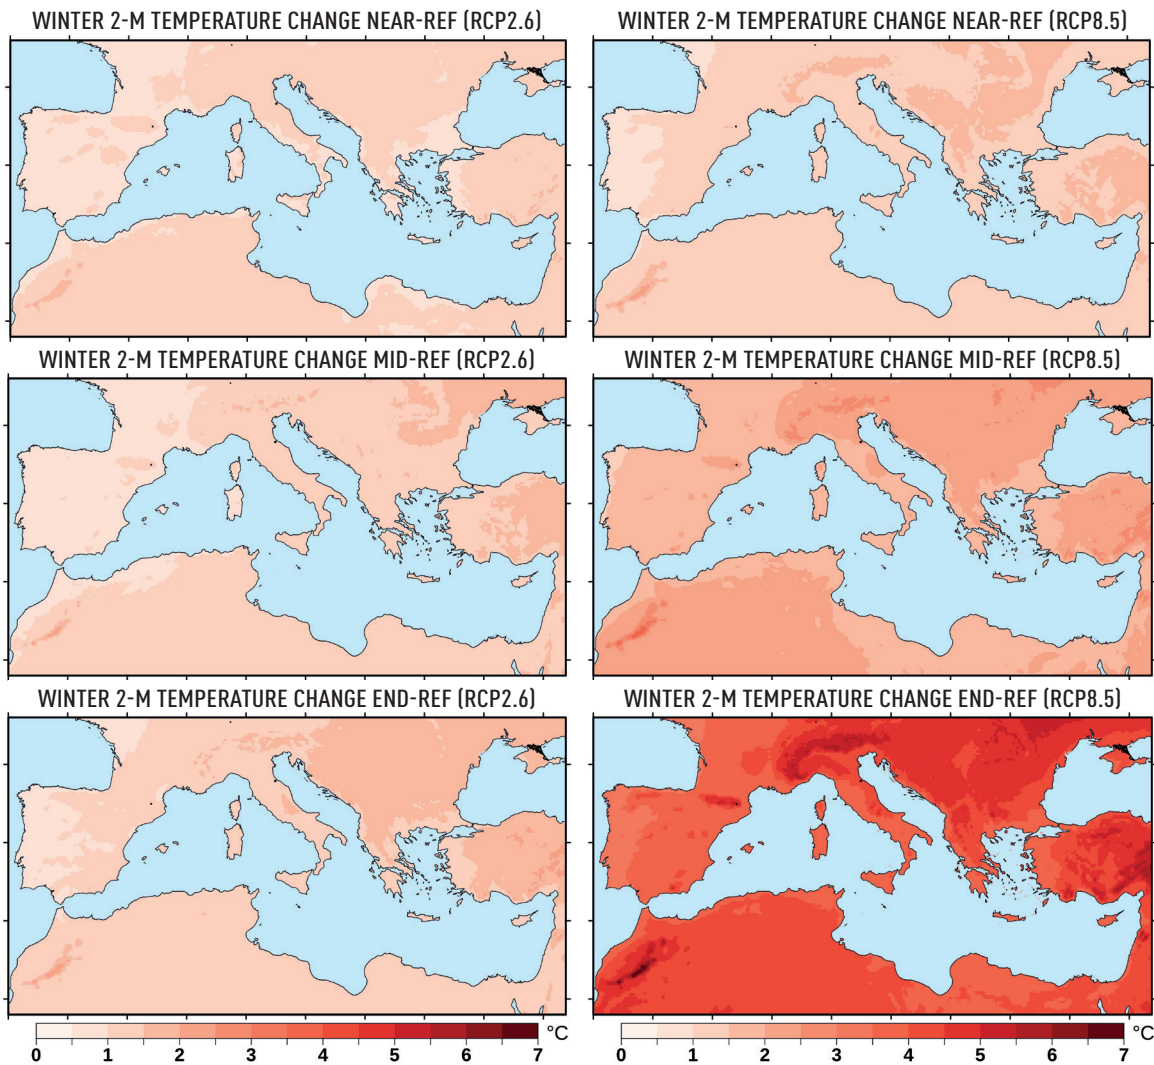 WINTER 2-M TEMPERATURE CHANGE NEAR-REF (RCP2.6)
WINTER 2-M TEMPERATURE CHANGE NEAR-REF (RCP8.5)
WINTER 2-M TEMPERATURE CHANGE MID-REF (RCP2.6)
WINTER 2-M TEMPERATURE CHANGE MID-REF (RCP8.5)
WINTER 2-M TEMPERATURE CHANGE END-REF (RCP2.6)
WINTER 2-M TEMPERATURE CHANGE END-REF (RCP8.5)
°C
0 1 2 3 4 5 6 7
°C
0 1 2 3 4 5 6 7